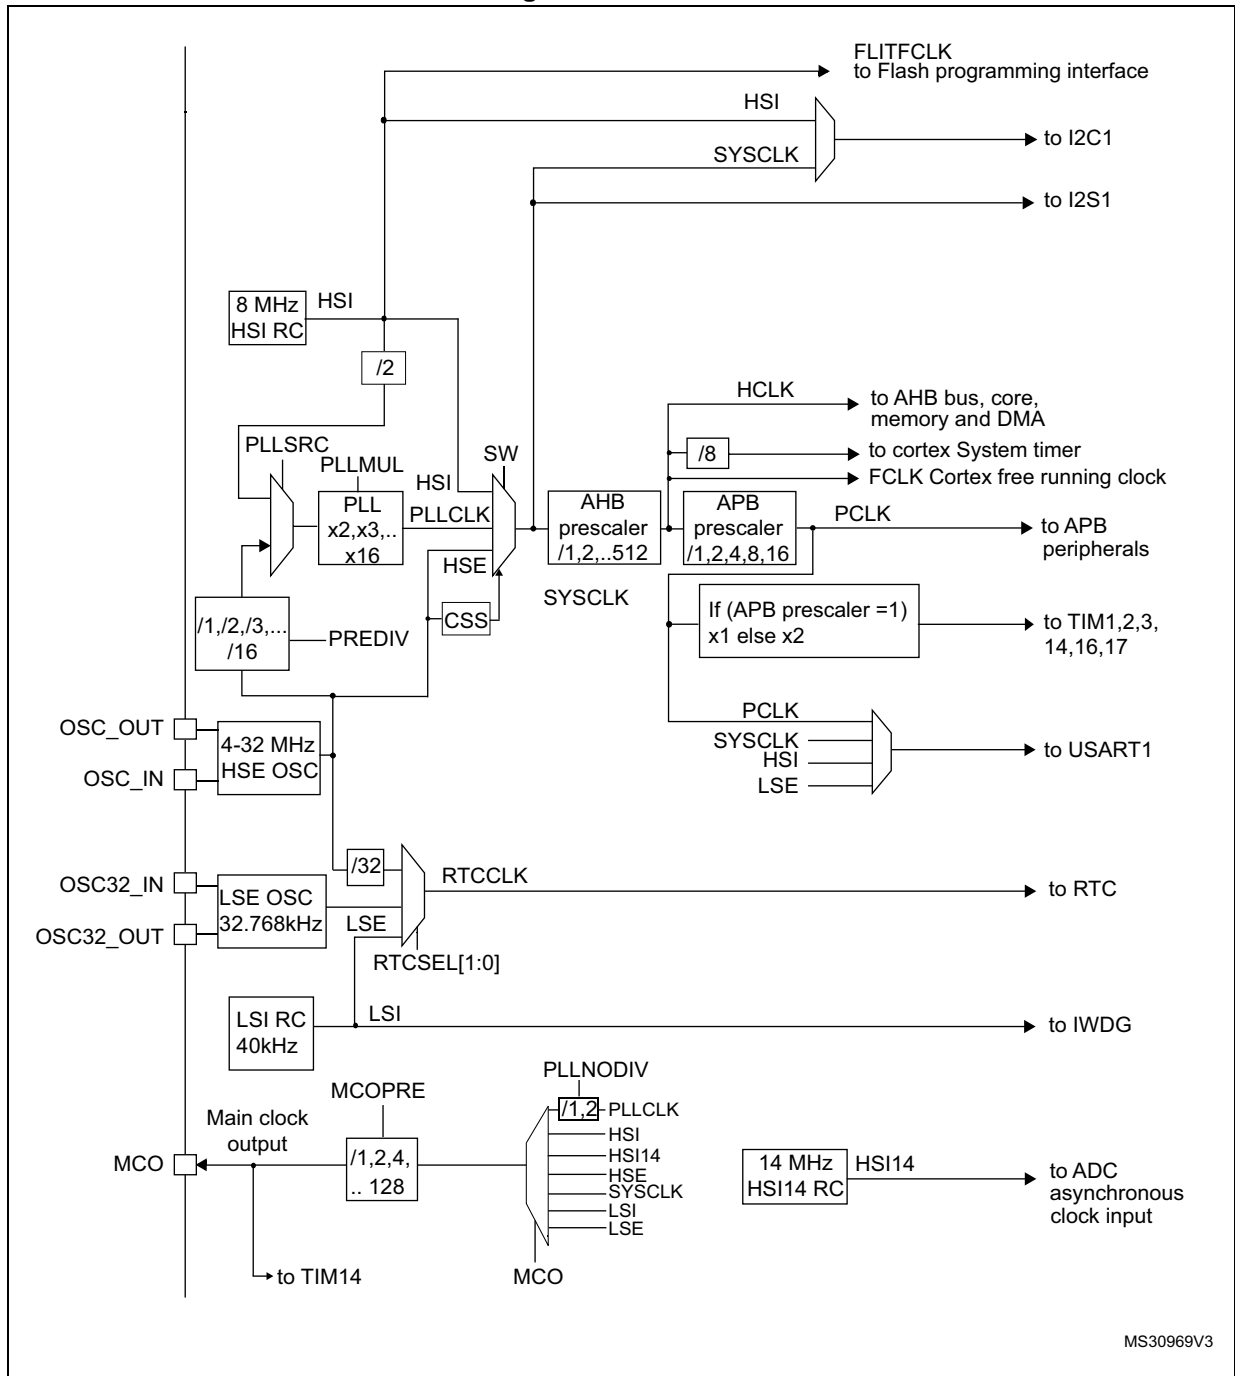 FLITFCLK
to Flash programming interface
HSI
to I2C1
SYSCLK
to I2S1
8 MHz
HSI RC
HSI
/2
HCLK
to AHB bus, core,
memory and DMA
/8
to cortex System timer
FCLK Cortex free running clock
PLLSRC
PLLMUL
SW
HSI
PLL
x2,x3,..
x16
PLLCLK
HSE
AHB
prescaler
/1,2,..512
APB
prescaler
/1,2,4,8,16
PCLK
to APB
peripherals
SYSCLK
CSS
/1,/2,/3,...
/16
PREDIV
If (APB prescaler =1)
x1 else x2
to TIM1,2,3,
14,16,17
OSC_OUT
OSC_IN
4-32 MHz
HSE OSC
PCLK
SYSCLK
HSI
LSE
to USART1
/32
OSC32_IN
OSC32_OUT
LSE OSC
32.768kHz
LSE
RTCCLK
to RTC
RTCSEL[1:0]
LSI RC
40kHz
LSI
to IWDG
PLLNODIV
MCOPRE
/1,2
PLLCLK
HSI
HSI14
HSE
SYSCLK
LSI
LSE
Main clock
output
MCO
/1,2,4,
.. 128
14 MHz
HSI14 RC
HSI14
to ADC
asynchronous
clock input
to TIM14
MCO
MS30969V3